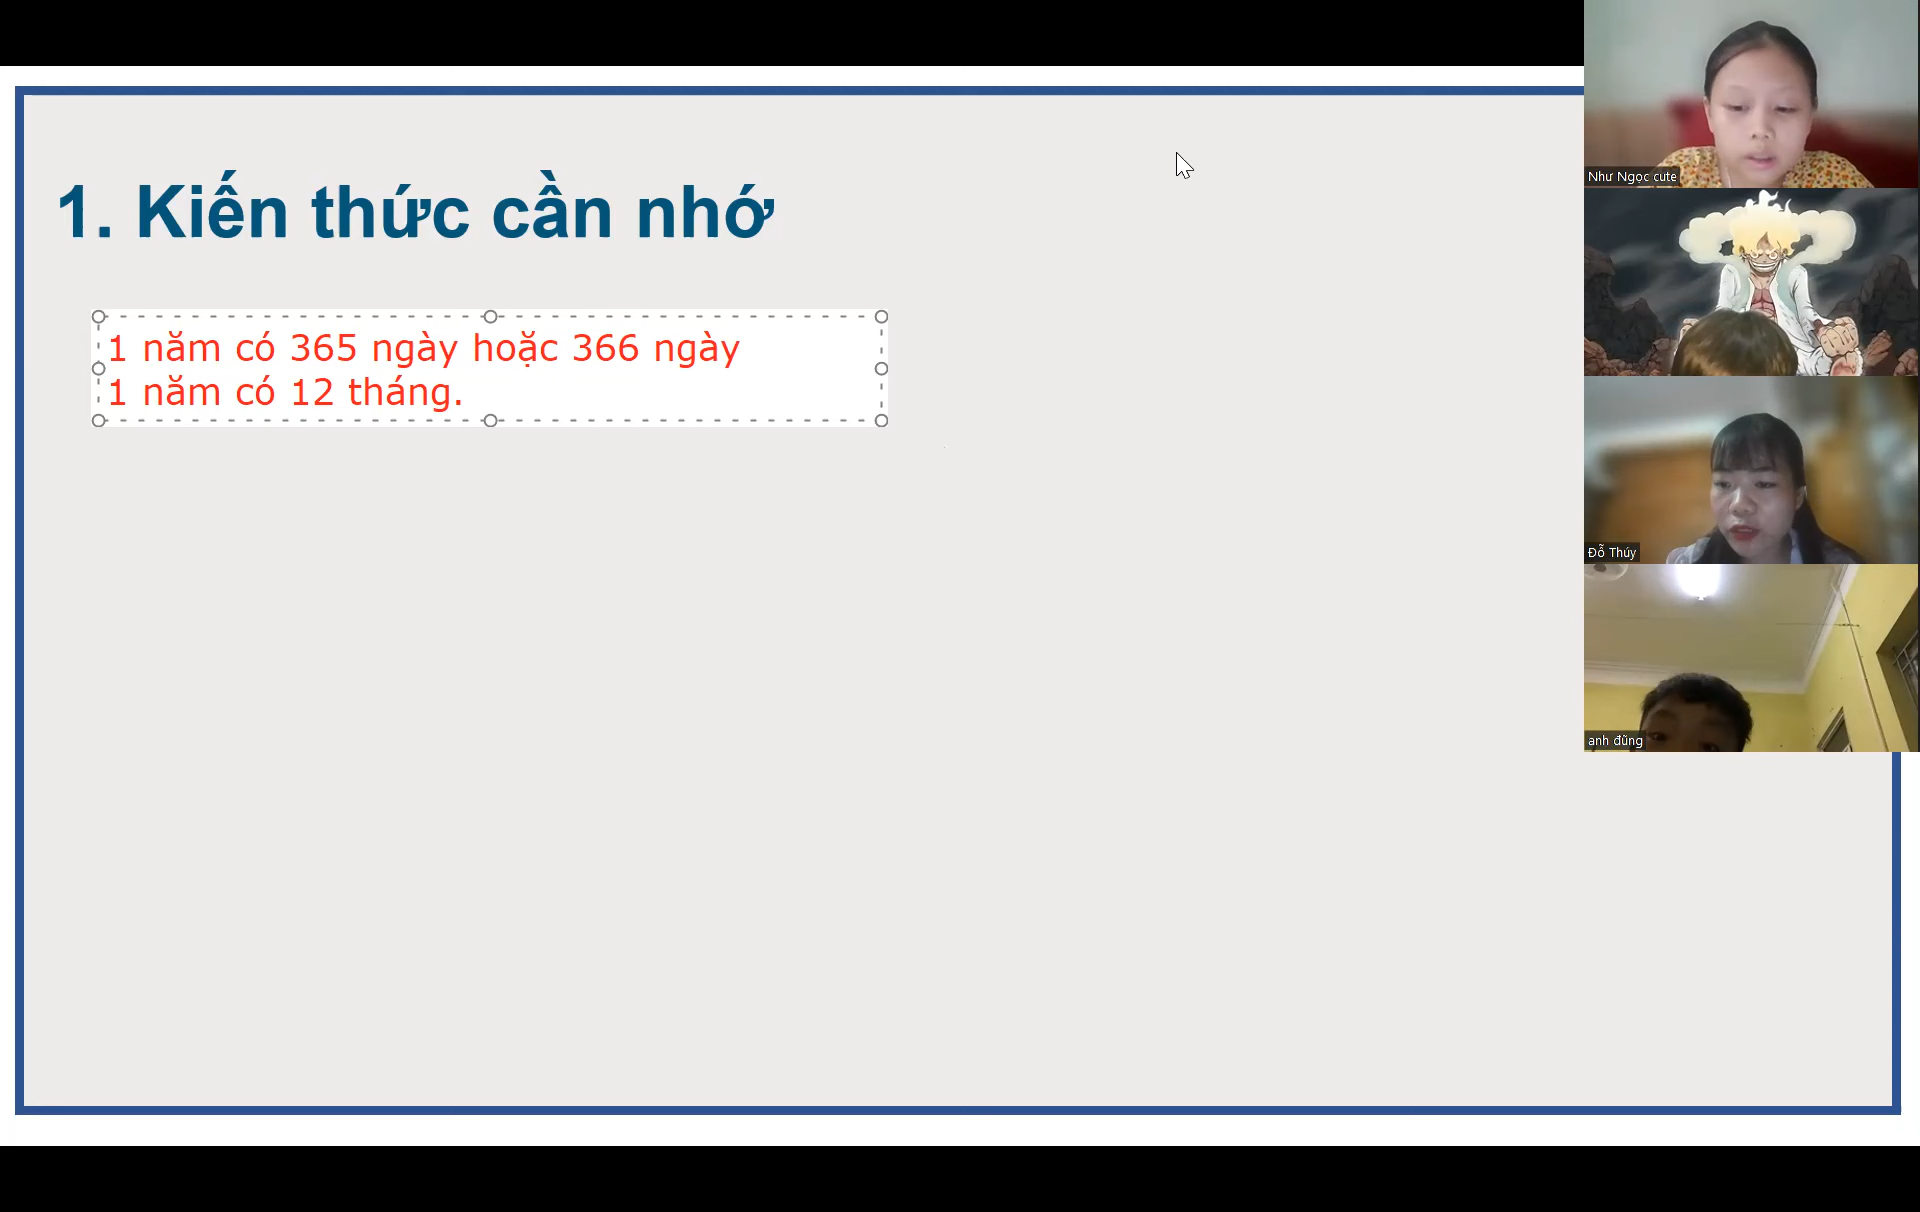 1. Kiến thức cần nhớ
1 năm có 365 ngày hoặc 366 ngày
1 năm có 12 tháng.
Như Ngọc cute
Đỗ Thúy
anh đũng